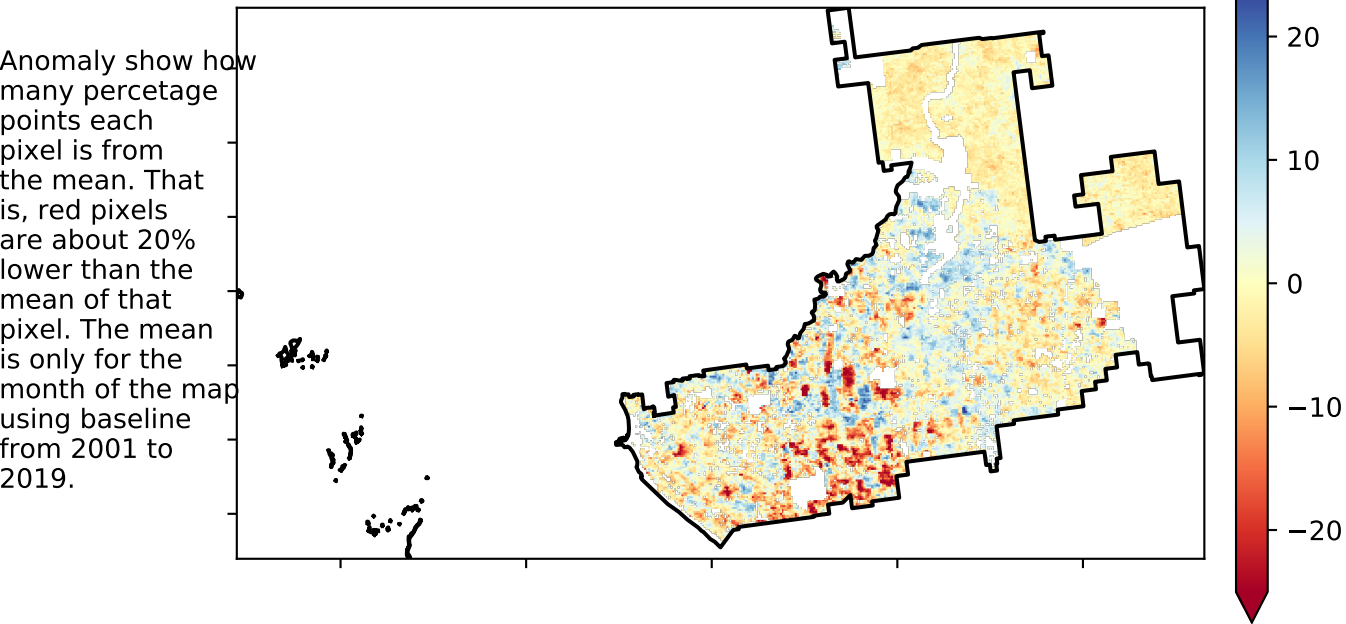 Anomaly show how
many percetage
points each
pixel is from
the mean. That
is, red pixels
are about 20%
lower than the
mean of that
pixel. The mean
is only for the
month of the map
using baseline
from 2001 to
2019.
20
10
0
−10
−20